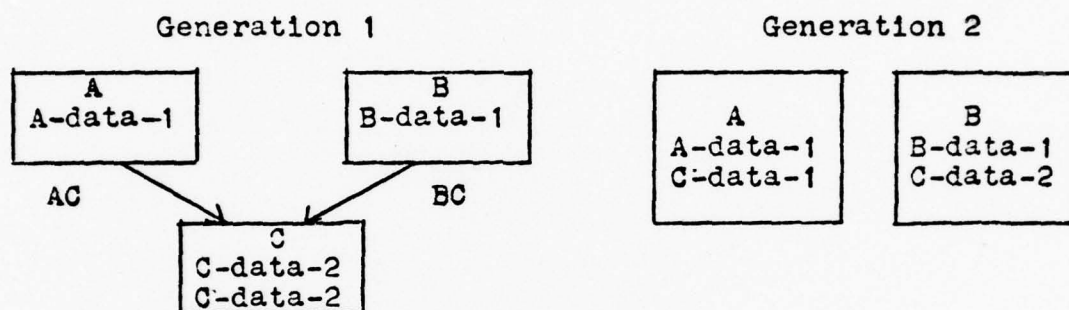 Generation 1
Generation 2
A
A-data-1
B
B-data-1
AC
BC
C
C-data-2
C-data-2
A
A-data-1
C-data-1
B
B-data-1
C-data-2